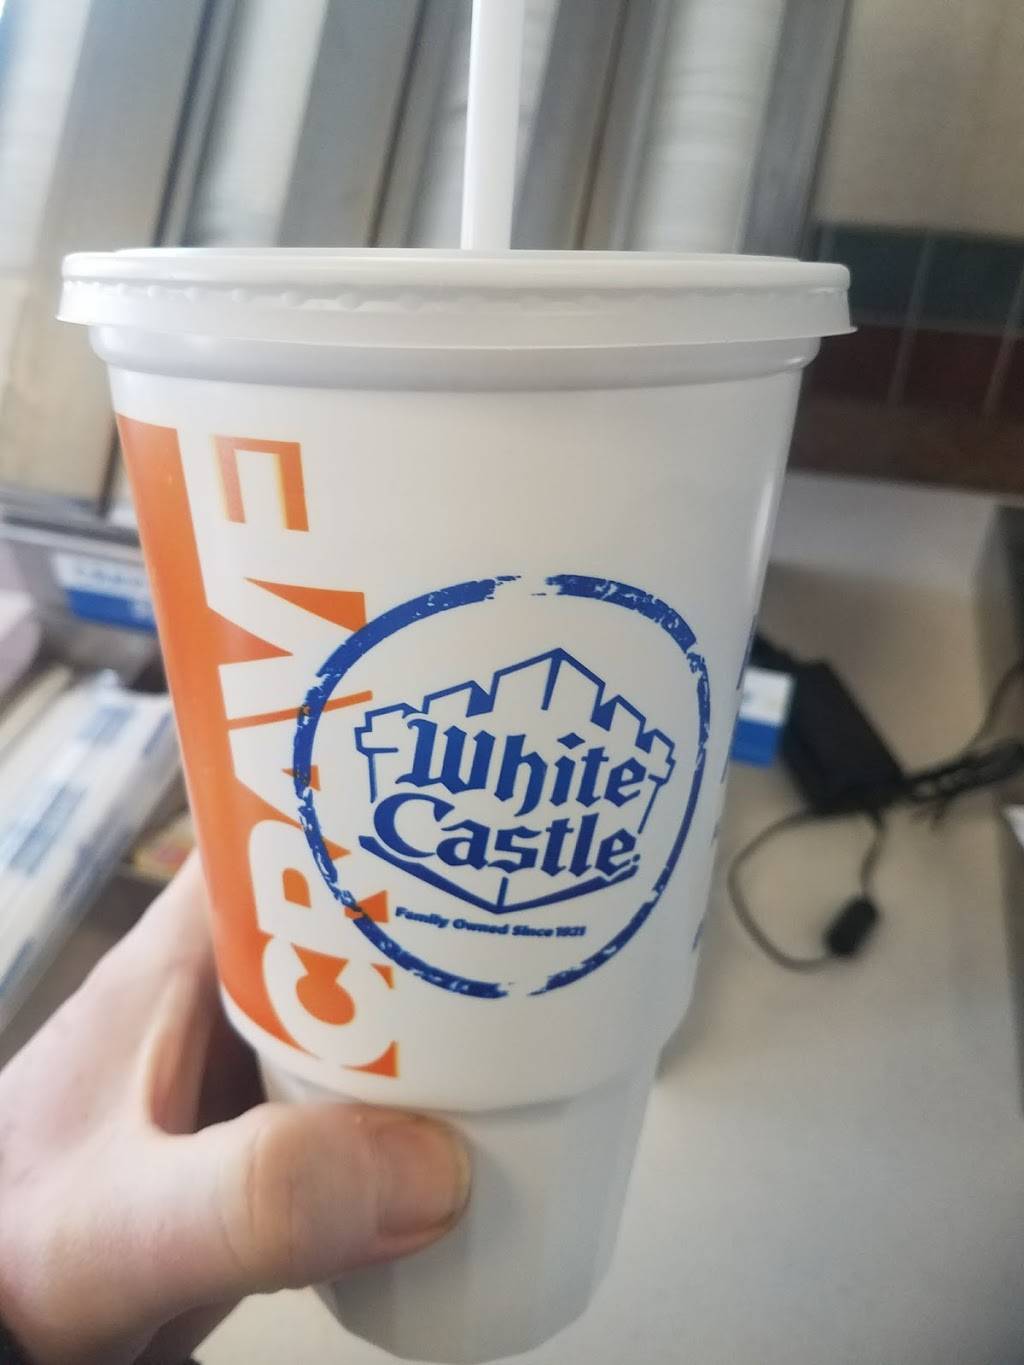 CRAVE
White
Castle
Family Owned Since 1921